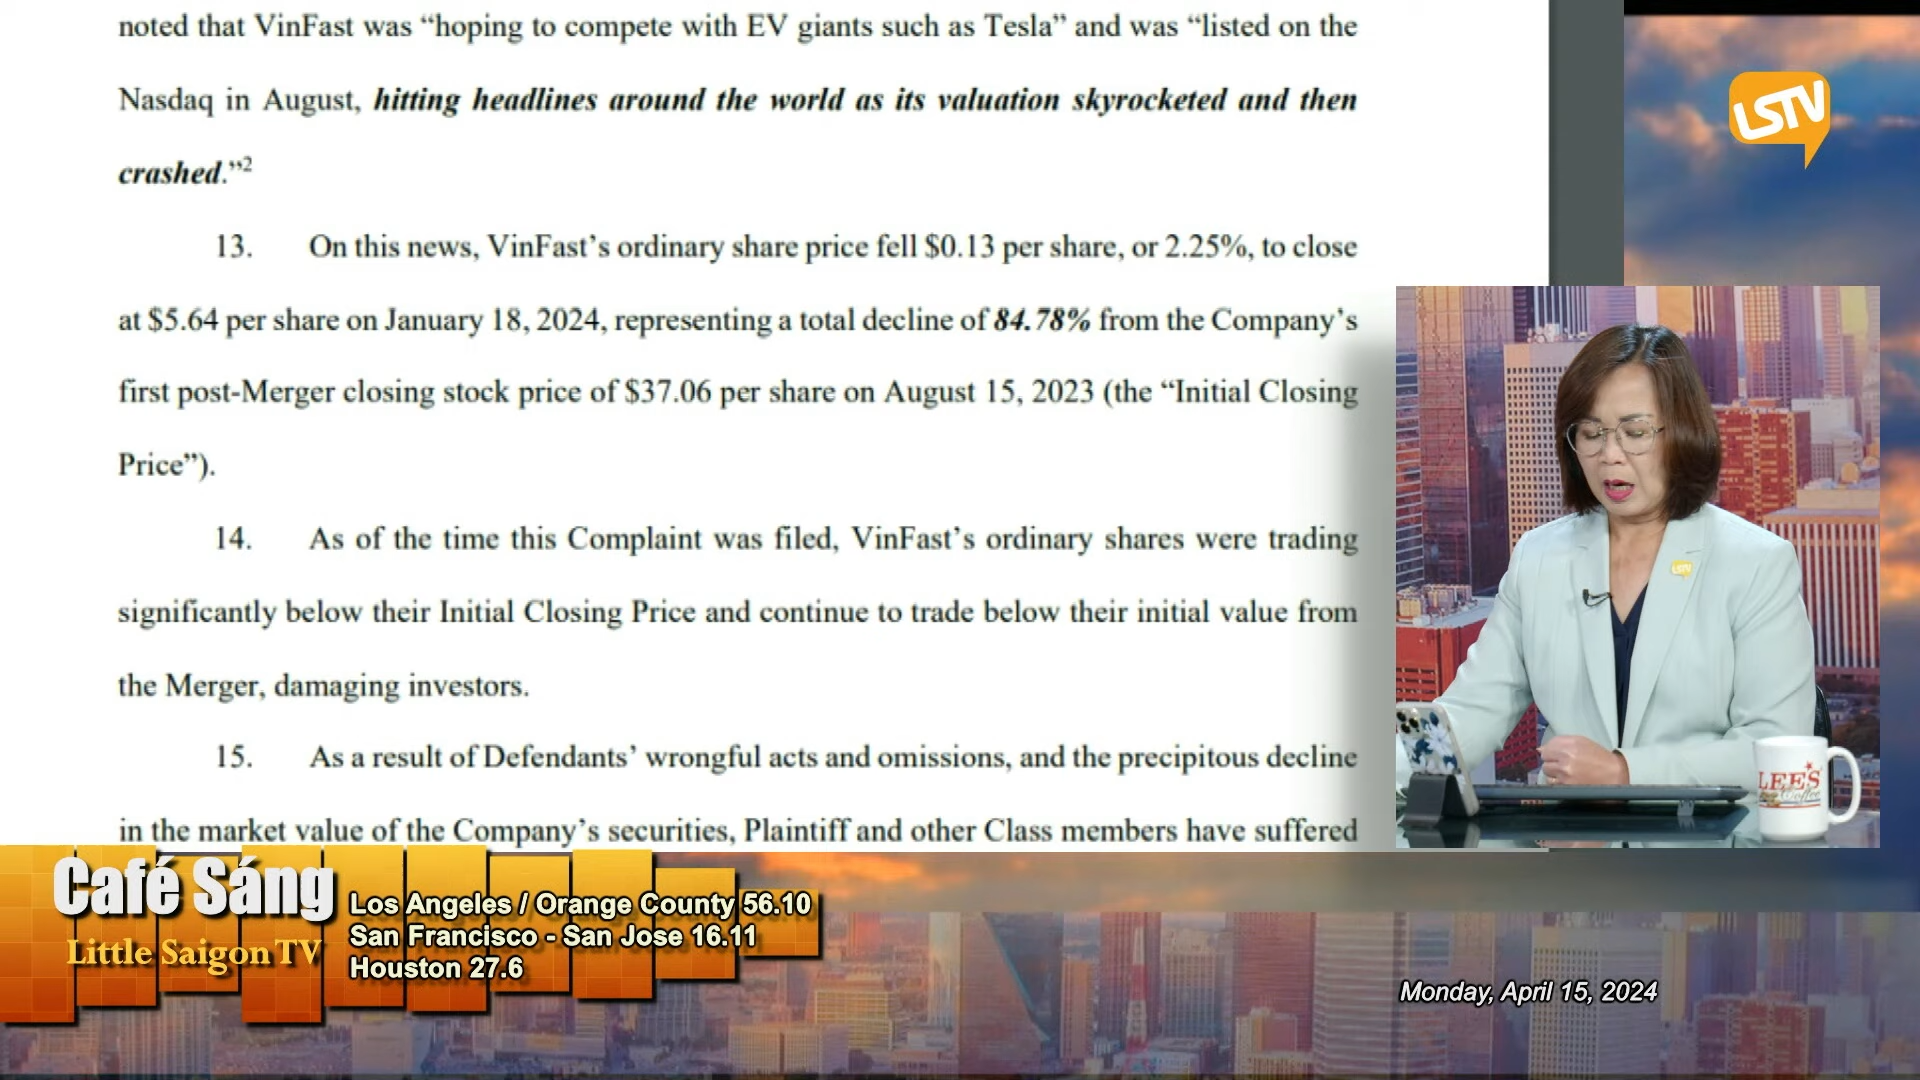 noted that VinFast was “hoping to compete with EV giants such as Tesla” and was “listed on the
Nasdaq in August, hitting headlines around the world as its valuation skyrocketed and then
crashed.”2
13. On this news, VinFast’s ordinary share price fell $0.13 per share, or 2.25%, to close
at $5.64 per share on January 18, 2024, representing a total decline of 84.78% from the Company’s
first post-Merger closing stock price of $37.06 per share on August 15, 2023 (the “Initial Closing
Price”).
14. As of the time this Complaint was filed, VinFast’s ordinary shares were trading
significantly below their Initial Closing Price and continue to trade below their initial value from
the Merger, damaging investors.
15. As a result of Defendants’ wrongful acts and omissions, and the precipitous decline
in the market value of the Company’s securities, Plaintiff and other Class members have suffered
LSTV
LSTV
LEE'S
Coffee
Café Sáng
Little Saigon TV
Los Angeles / Orange County 56.10
San Francisco - San Jose 16.11
Houston 27.6
Monday, April 15, 2024